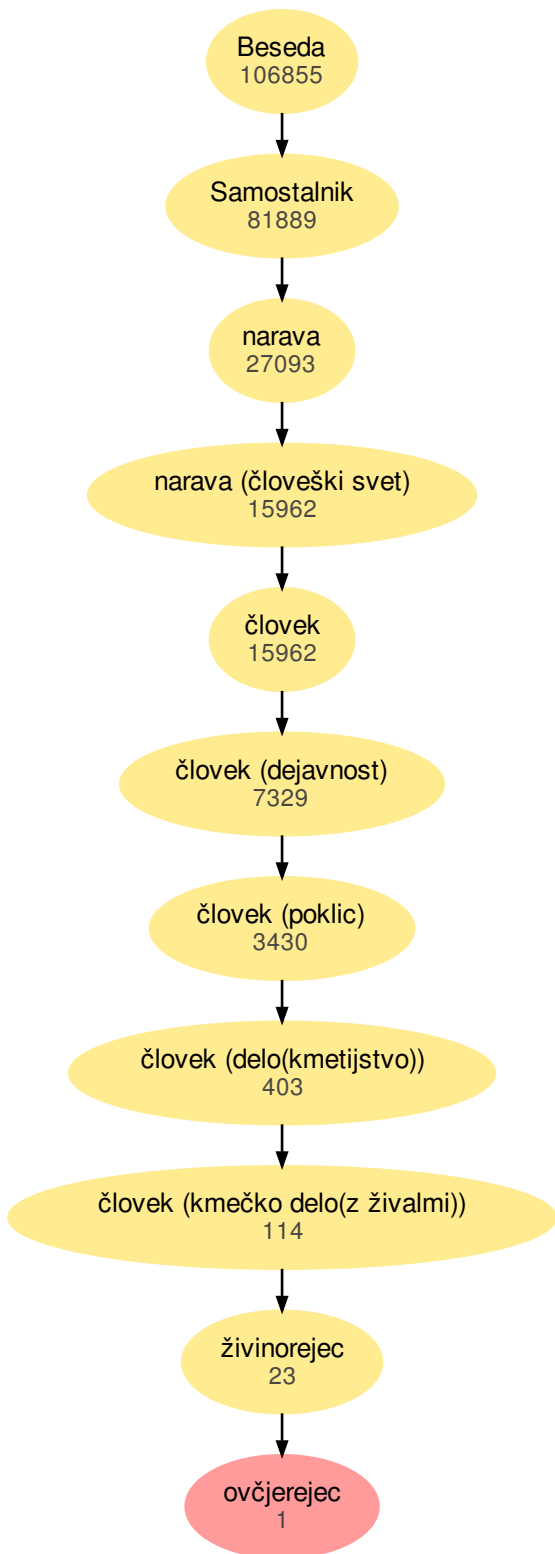 Beseda
106855
Samostalnik
81889
narava
27093
narava (človeški svet)
15962
človek
15962
človek (dejavnost)
7329
človek (poklic)
3430
človek (delo(kmetijstvo))
403
človek (kmečko delo(z živalmi))
114
živinorejec
23
ovčjerejec
1